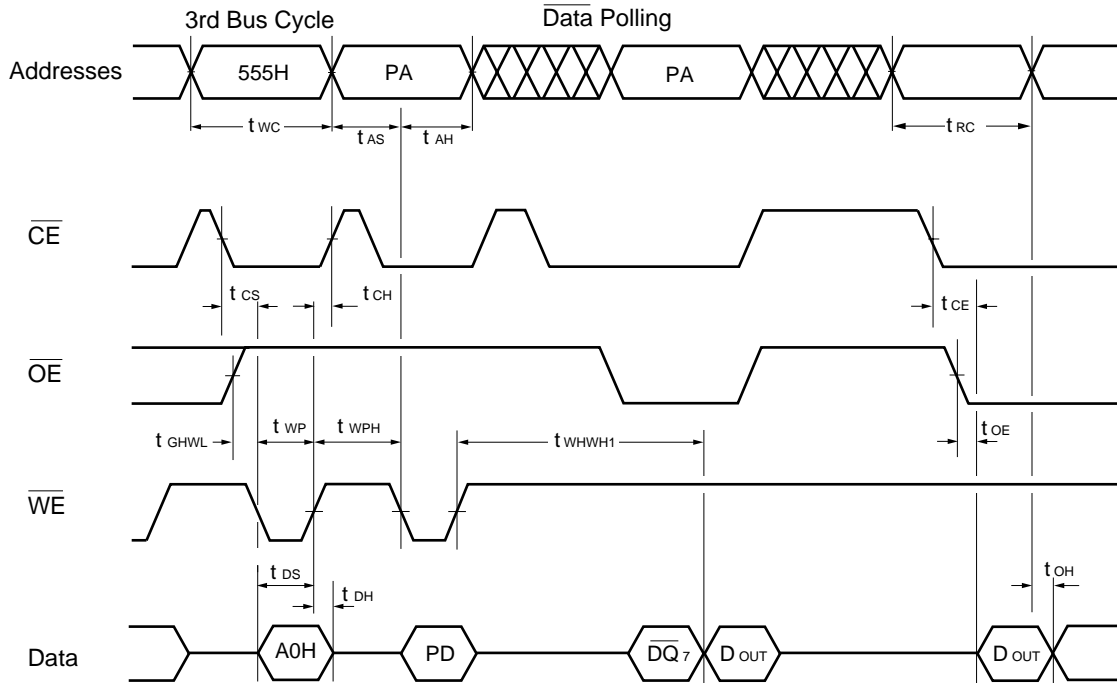 3rd Bus Cycle
Data Polling
Addresses
555H
PA
PA
t WC
t AS
t AH
t RC
CE
t CS
t CH
t CE
OE
t GHWL
t WP
t WPH
t WHWH1
t OE
WE
t DS
t DH
t OH
Data
A0H
PD
DQ 7
D OUT
D OUT